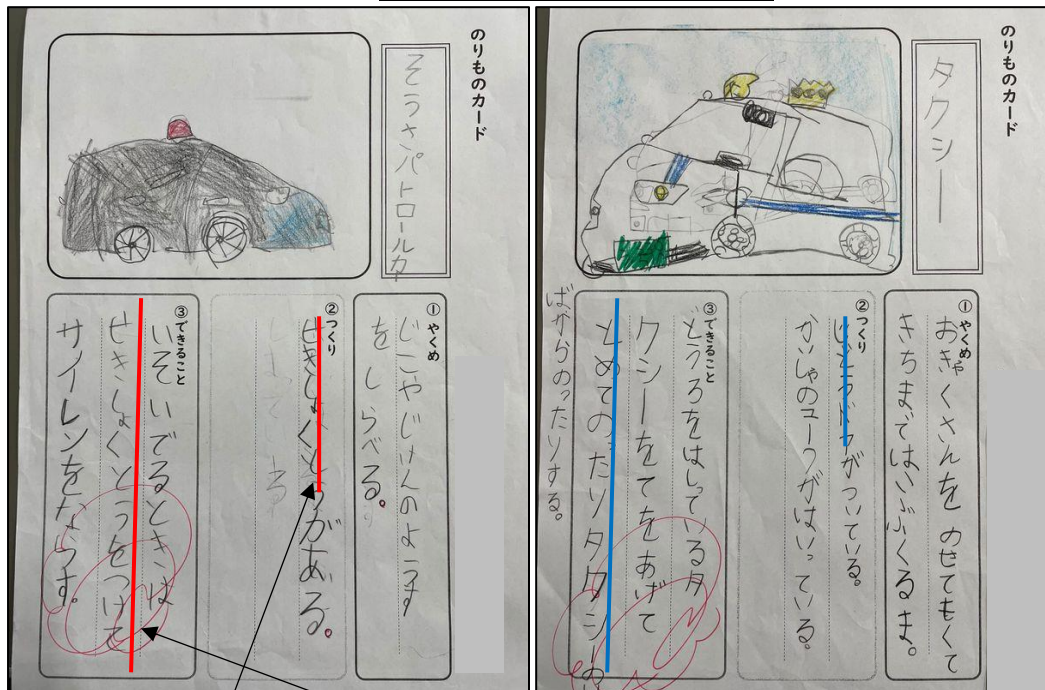 のりものカード
そうさパトロールカー
①やくめ
じこやじけんのようす
をしらべる。
②つくり
せきしょくとうがある。
③できること
いそいでるときは
せきしょくとうをつけて
サイレンをならす。
のりものカード
タクシー
①やくめ
おきゃくさんをのせてもくて
きちまではいぶくるま。
②つくり
がついている。
かいしゃのマークがはいっている。
③できること
どうろをはしっているタ
クシーをてをあげて
とめてのったりタクシーの
ばからのったりする。